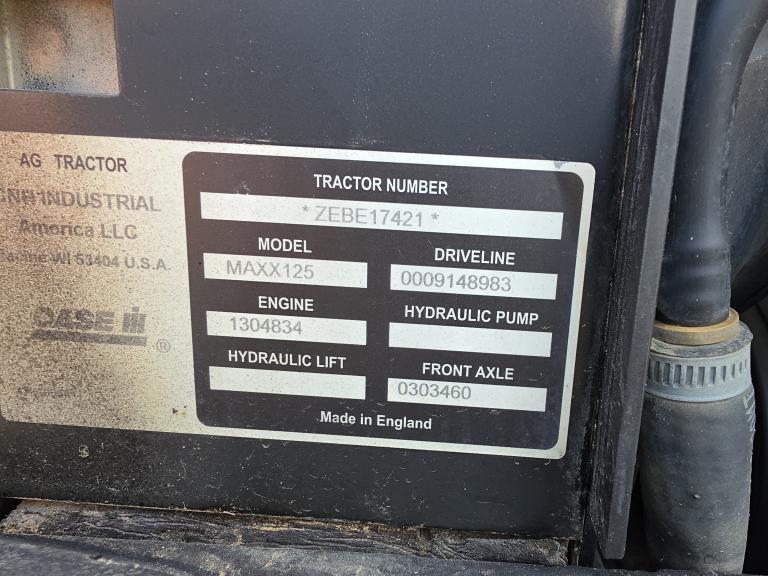 AG TRACTOR
CNH INDUSTRIAL
America LLC
Racine WI 53404 U.S.A.
CASE IH
®
TRACTOR NUMBER
* ZEBE17421 *
MODEL
MAXX125
DRIVELINE
0009148983
ENGINE
1304834
HYDRAULIC PUMP
HYDRAULIC LIFT
FRONT AXLE
0303460
Made in England